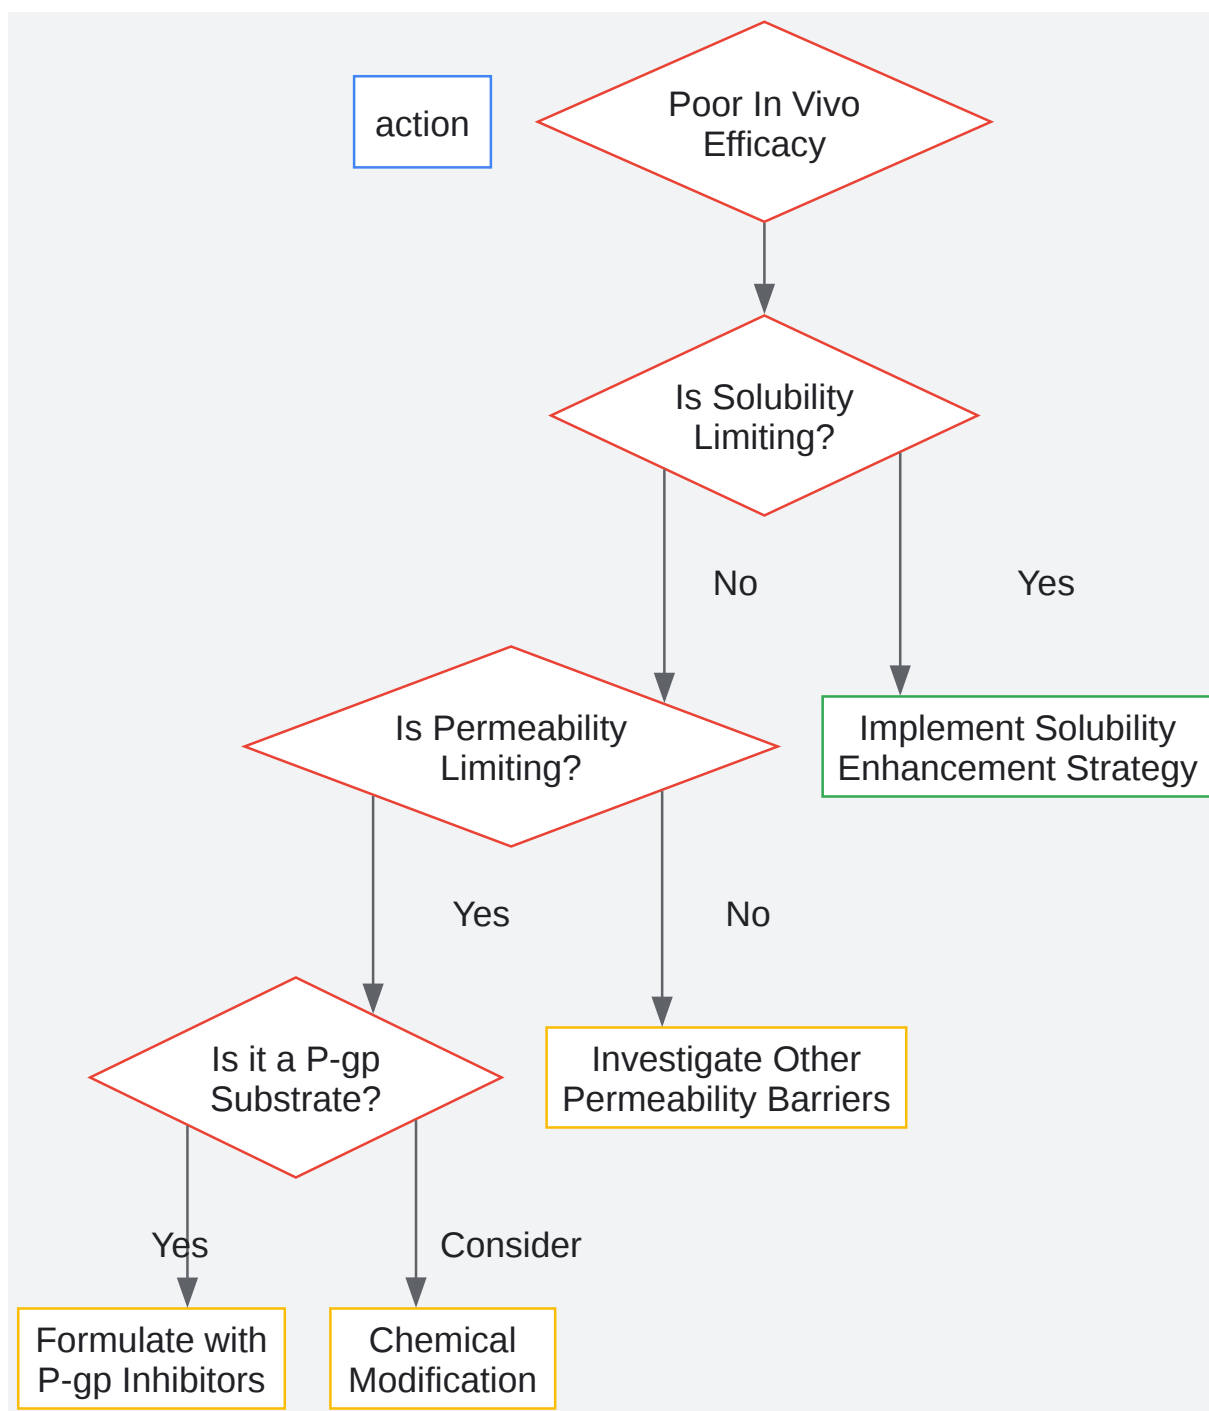 action
Poor In Vivo
Efficacy
Is Solubility
Limiting?
No
Yes
Is Permeability
Limiting?
Implement Solubility
Enhancement Strategy
Yes
No
Is it a P-gp
Substrate?
Investigate Other
Permeability Barriers
Yes
Consider
Formulate with
P-gp Inhibitors
Chemical
Modification